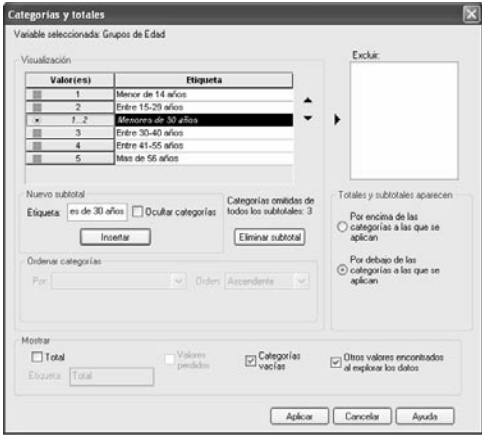 Categorías y totales
Variable seleccionada: Grupos de Edad
Visualización
Valor(es) Etiqueta
1 Menor de 14 años
2 Entre 15-29 años
1...2 Menores de 30 años
3 Entre 30-40 años
4 Entre 41-55 años
5 Mas de 56 años
Excluir:
Nuevo subtotal
Etiqueta: es de 30 años Ocultar categorías
Insertar
Categorías omitidas de
todos los subtotales: 3
Eliminar subtotal
Totales y subtotales aparecen
Por encima de las
categorías a las que se
aplican
Por debajo de las
categorías a las que se
aplican
Ordenar categorías
Por: Orden: Ascendente
Mostrar
Total
Etiqueta: Total
Valores
perdidos
Categorías
vacías
Otros valores encontrados
al explorar los datos
Aplicar Cancelar Ayuda